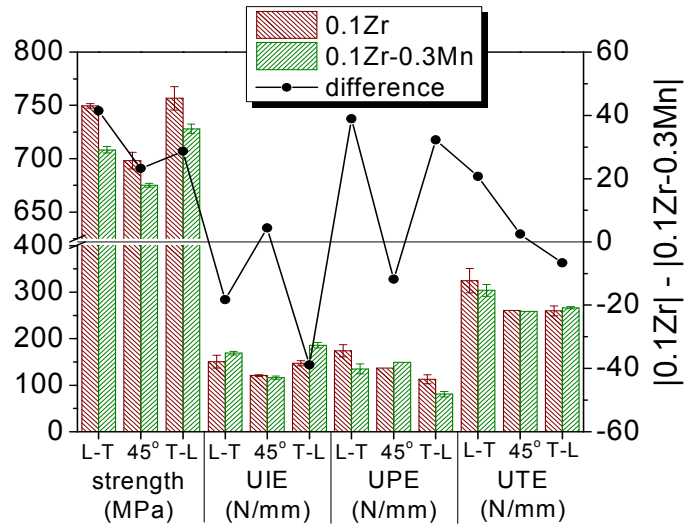 0.1Zr
0.1Zr-0.3Mn
difference
800
750
700
650
400
300
200
100
0
60
40
20
0
-20
-40
-60
|0.1Zr| - |0.1Zr-0.3Mn|
L-T 45° T-L L-T 45° T-L L-T 45° T-L L-T 45° T-L
strength UIE UPE UTE
(MPa) (N/mm) (N/mm) (N/mm)